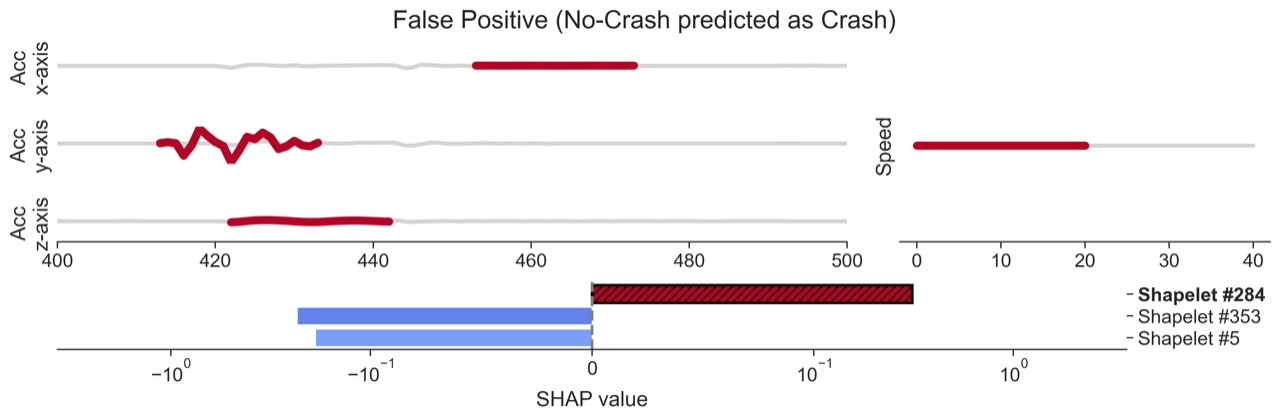 False Positive (No-Crash predicted as Crash)
Acc
x-axis
Acc
y-axis
Acc
z-axis
Speed
400 420 440 460 480 500
0 10 20 30 40
Shapelet #284
Shapelet #353
Shapelet #5
−10⁰ −10⁻¹ 0 10⁻¹ 10⁰
SHAP value